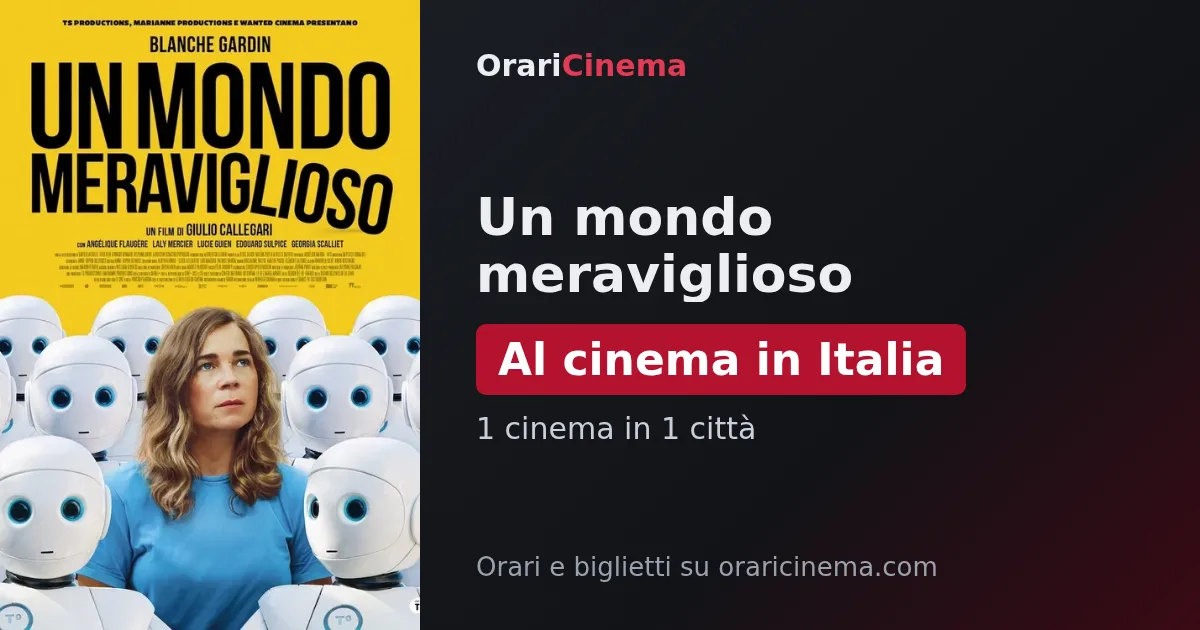 TS PRODUCTIONS, MARIANNE PRODUCTIONS E WANTED CINEMA PRESENTANO
BLANCHE GARDIN
UN MONDO
MERAVIGLIOSO
UN FILM DI GIULIO CALLEGARI
CON ANGÉLIQUE FLAUGÈRE LALY MERCIER LUCIE GUIEN EDOUARD SULPICE GEORGIA SCALLIET
OrariCinema
Un mondo
meraviglioso
Al cinema in Italia
1 cinema in 1 città
Orari e biglietti su oraricinema.com